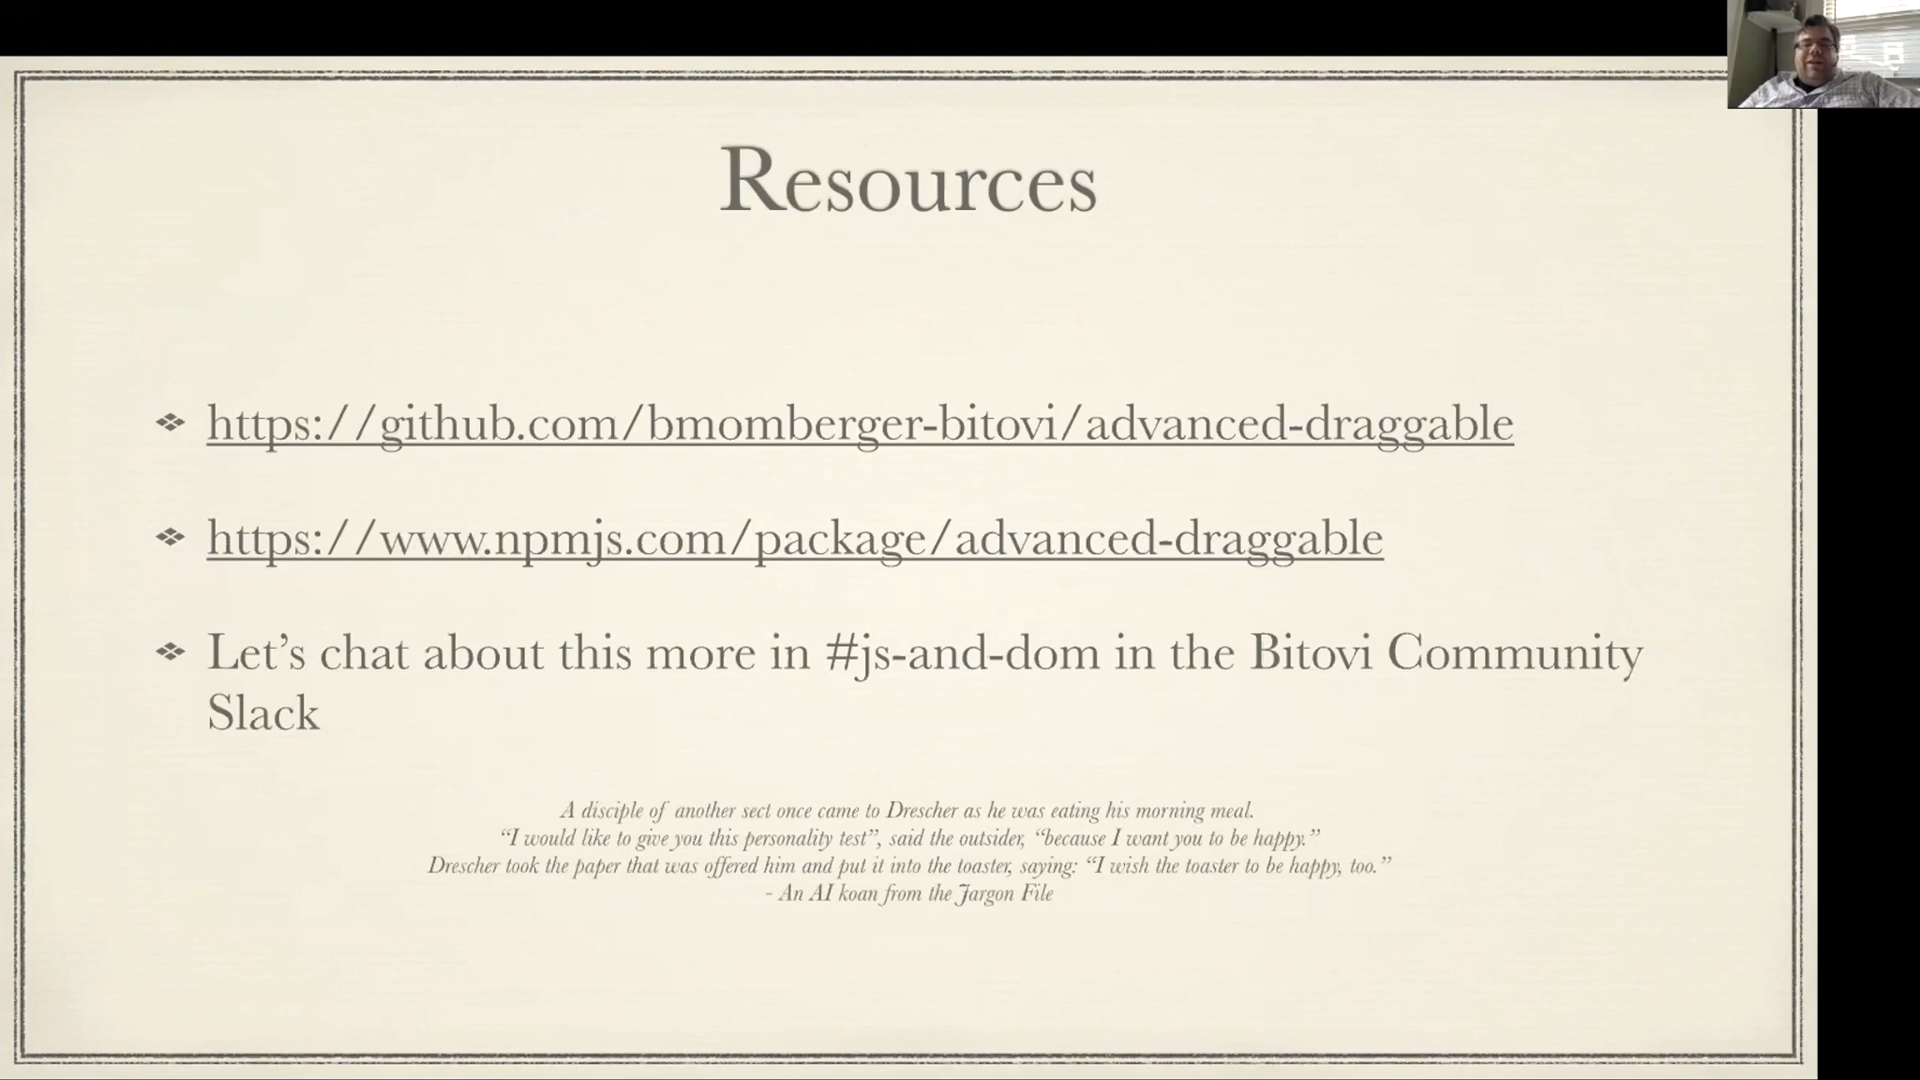 Resources
https://github.com/bmomberger-bitovi/advanced-draggable
https://www.npmjs.com/package/advanced-draggable
Let’s chat about this more in #js-and-dom in the Bitovi Community
Slack
A disciple of another sect once came to Drescher as he was eating his morning meal.
“I would like to give you this personality test”, said the outsider, “because I want you to be happy.”
Drescher took the paper that was offered him and put it into the toaster, saying: “I wish the toaster to be happy, too.”
- An AI koan from the Jargon File